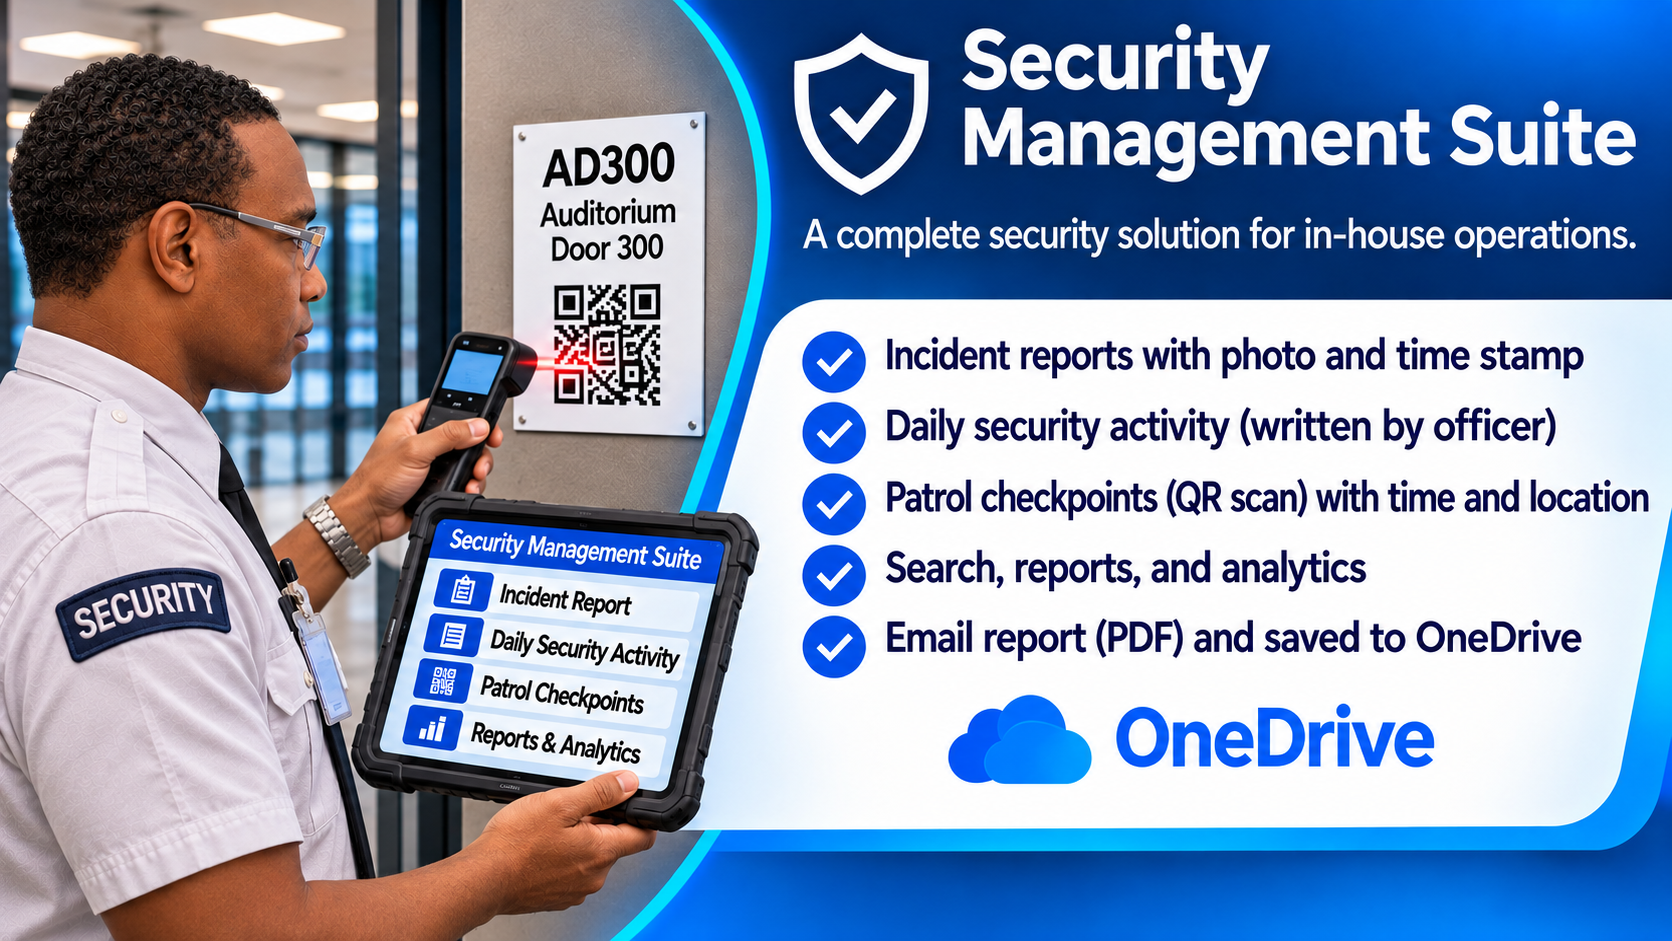 AD300
Auditorium
Door 300
SECURITY
Security Management Suite
Incident Report
Daily Security Activity
Patrol Checkpoints
Reports & Analytics
Security
Management Suite
A complete security solution for in-house operations.
Incident reports with photo and time stamp
Daily security activity (written by officer)
Patrol checkpoints (QR scan) with time and location
Search, reports, and analytics
Email report (PDF) and saved to OneDrive
OneDrive